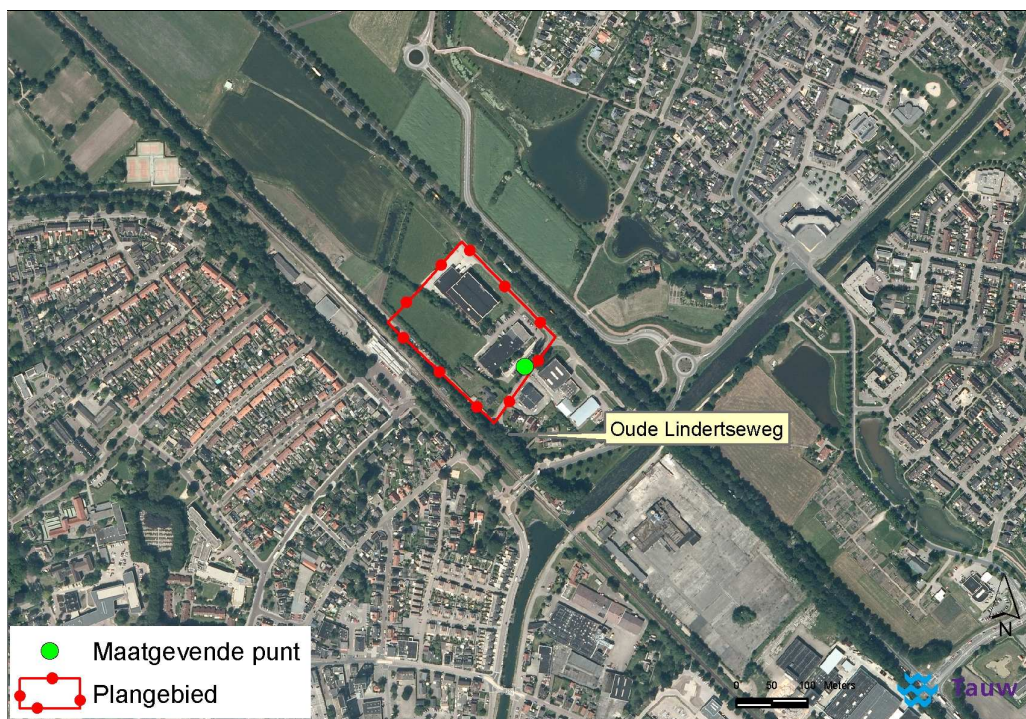 Oude Lindertseweg
N
0 50 100 Meters
Maatgevende punt
Plangebied
Tauw